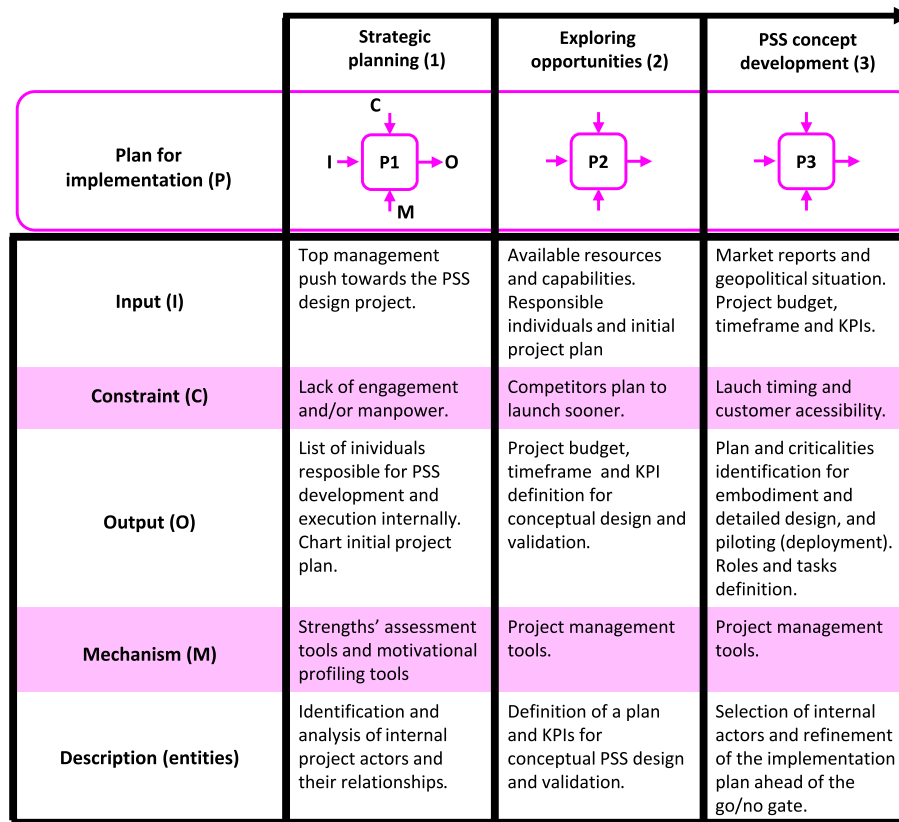 Strategic
planning (1)
Exploring
opportunities (2)
PSS concept
development (3)
Plan for
implementation (P)
C
I
P1
O
M
P2
P3
Input (I)
Top management
push towards the PSS
design project.
Available resources
and capabilities.
Responsible
individuals and initial
project plan
Market reports and
geopolitical situation.
Project budget,
timeframe and KPIs.
Constraint (C)
Lack of engagement
and/or manpower.
Competitors plan to
launch sooner.
Lauch timing and
customer acessibility.
Output (O)
List of inividuals
resposible for PSS
development and
execution internally.
Chart initial project
plan.
Project budget,
timeframe and KPI
definition for
conceptual design and
validation.
Plan and criticalities
identification for
embodiment and
detailed design, and
piloting (deployment).
Roles and tasks
definition.
Mechanism (M)
Strengths’ assessment
tools and motivational
profiling tools
Project management
tools.
Project management
tools.
Description (entities)
Identification and
analysis of internal
project actors and
their relationships.
Definition of a plan
and KPIs for
conceptual PSS design
and validation.
Selection of internal
actors and refinement
of the implementation
plan ahead of the
go/no gate.